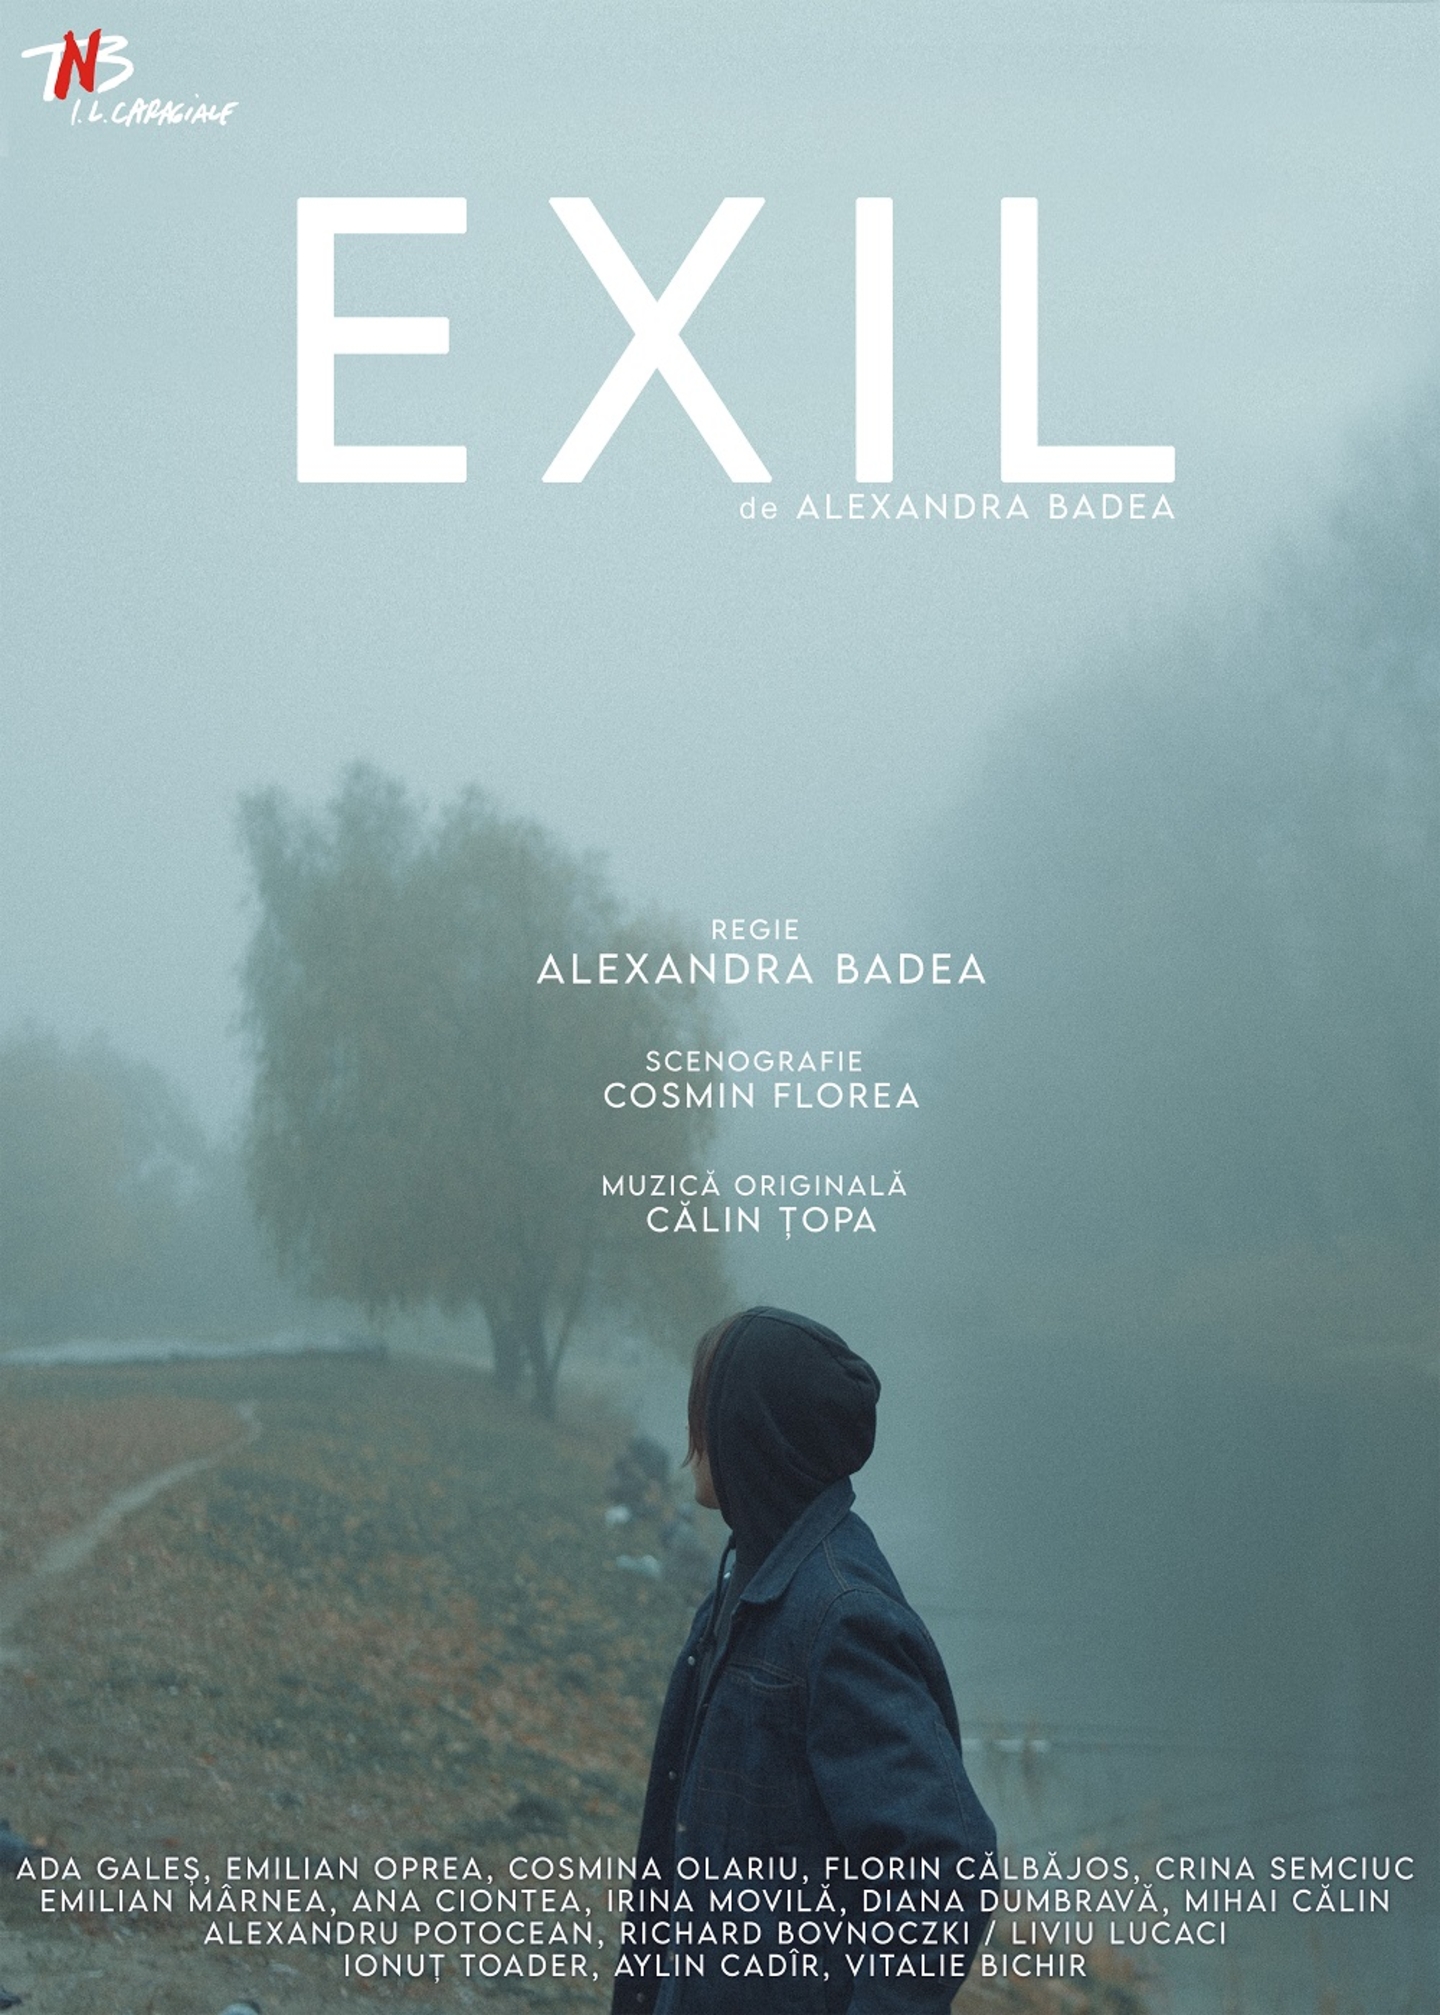 TNB
I. L. CARAGIALE
EXIL
de ALEXANDRA BADEA
REGIE
ALEXANDRA BADEA
SCENOGRAFIE
COSMIN FLOREA
MUZICĂ ORIGINALĂ
CĂLIN ȚOPA
ADA GALEȘ, EMILIAN OPREA, COSMINA OLARIU, FLORIN CĂLBĂJOS, CRINA SEMCIUC
EMILIAN MÂRNEA, ANA CIONTEA, IRINA MOVILĂ, DIANA DUMBRAVĂ, MIHAI CĂLIN
ALEXANDRU POTOCEAN, RICHARD BOVNOCZKI / LIVIU LUCACI
IONUȚ TOADER, AYLIN CADÎR, VITALIE BICHIR